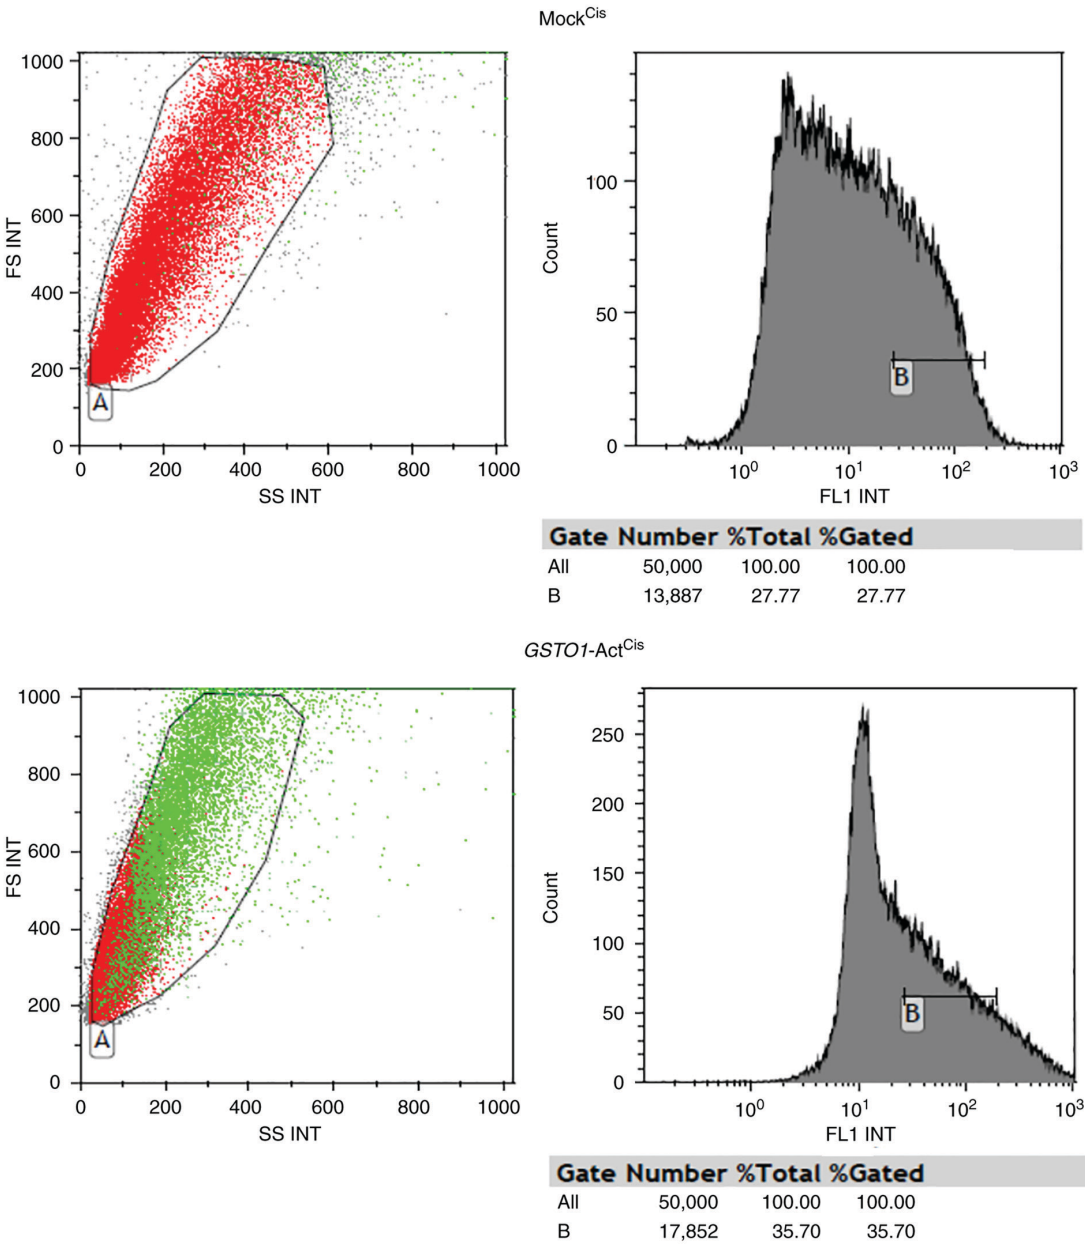 Mock^Cis
1000
800
600
400
200
0
FS INT
A
0 200 400 600 800 1000
SS INT
100
50
0
Count
B
10^0 10^1 10^2 10^3
FL1 INT
Gate Number %Total %Gated
All 50,000 100.00 100.00
B 13,887 27.77 27.77
GSTO1-Act^Cis
1000
800
600
400
200
0
FS INT
A
0 200 400 600 800 1000
SS INT
250
200
150
100
50
0
Count
B
10^0 10^1 10^2 10^3
FL1 INT
Gate Number %Total %Gated
All 50,000 100.00 100.00
B 17,852 35.70 35.70